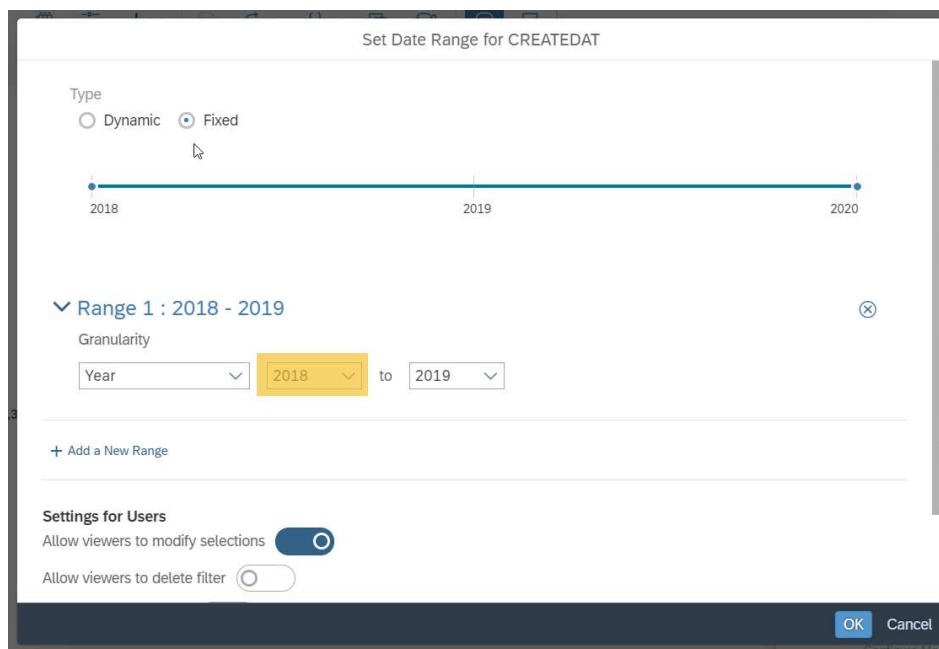 Set Date Range for CREATEDAT
Type
Dynamic Fixed
2018 2019 2020
Range 1 : 2018 - 2019
Granularity
Year 2018 to 2019
+ Add a New Range
Settings for Users
Allow viewers to modify selections
Allow viewers to delete filter
OK Cancel